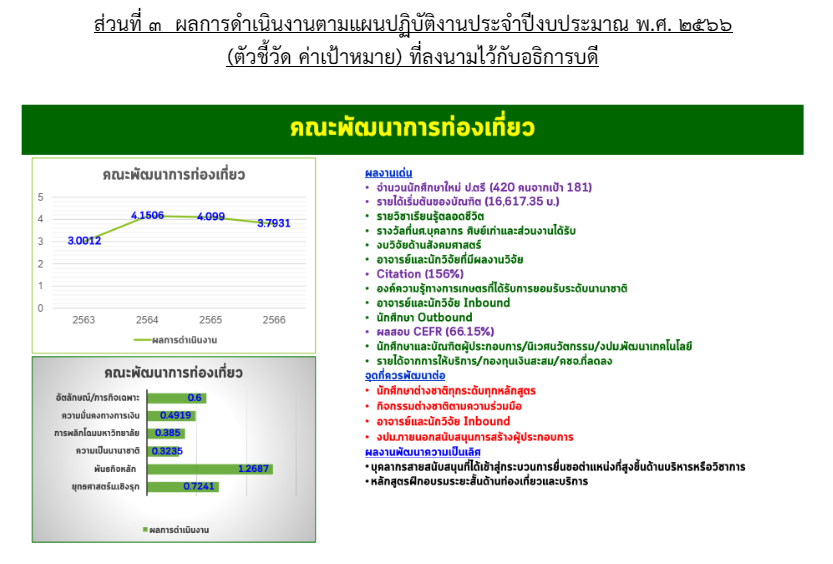 ส่วนที่ ๓ ผลการดำเนินงานตามแผนปฏิบัติงานประจำปีงบประมาณ พ.ศ. ๒๕๖๖
(ตัวชี้วัด ค่าเป้าหมาย) ที่ลงนามไว้กับอธิการบดี
คณะพัฒนาการท่องเที่ยว
คณะพัฒนาการท่องเที่ยว
5
4
3
2
1
0
3.0012
4.1506
4.099
3.7931
2563
2564
2565
2566
ผลการดำเนินงาน
คณะพัฒนาการท่องเที่ยว
อัตลักษณ์/ภารกิจเฉพาะ 0.6
ความมั่นคงทางการเงิน 0.4919
การพลิกโฉมมหาวิทยาลัย 0.385
ความเป็นนานาชาติ 0.3235
พันธกิจหลัก 1.2687
ยุทธศาสตร์เชิงรุก 0.7241
ผลการดำเนินงาน
ผลงานเด่น
• จำนวนนักศึกษาใหม่ ป.ตรี (420 คนจากเป้า 181)
• รายได้เริ่มต้นของบัณฑิต (16,617.35 บ.)
• รายวิชาเรียนรู้ตลอดชีวิต
• รางวัลที่นศ.บุคลากร ศิษย์เก่าและส่วนงานได้รับ
• งบวิจัยด้านสังคมศาสตร์
• อาจารย์และนักวิจัยที่มีผลงานวิจัย
• Citation (156%)
• องค์ความรู้ทางการเกษตรที่ได้รับการยอมรับระดับนานาชาติ
• อาจารย์และนักวิจัย Inbound
• นักศึกษา Outbound
• ผลสอบ CEFR (66.15%)
• นักศึกษาและบัณฑิตผู้ประกอบการ/นิเวศนวัตกรรม/งปม.พัฒนาเทคโนโลยี
• รายได้จากการให้บริการ/กองทุนเงินสะสม/คชจ.ที่ลดลง
จุดที่ควรพัฒนาต่อ
• นักศึกษาต่างชาติทุกระดับทุกหลักสูตร
• กิจกรรมต่างชาติตามความร่วมมือ
• อาจารย์และนักวิจัย Inbound
• งปม.ภายนอกสนับสนุนการสร้างผู้ประกอบการ
ผลงานพัฒนาความเป็นเลิศ
• บุคลากรสายสนับสนุนที่ได้เข้าสู่กระบวนการยื่นขอตำแหน่งที่สูงขึ้นด้านบริหารหรือวิชาการ
• หลักสูตรฝึกอบรมระยะสั้นด้านท่องเที่ยวและบริการ